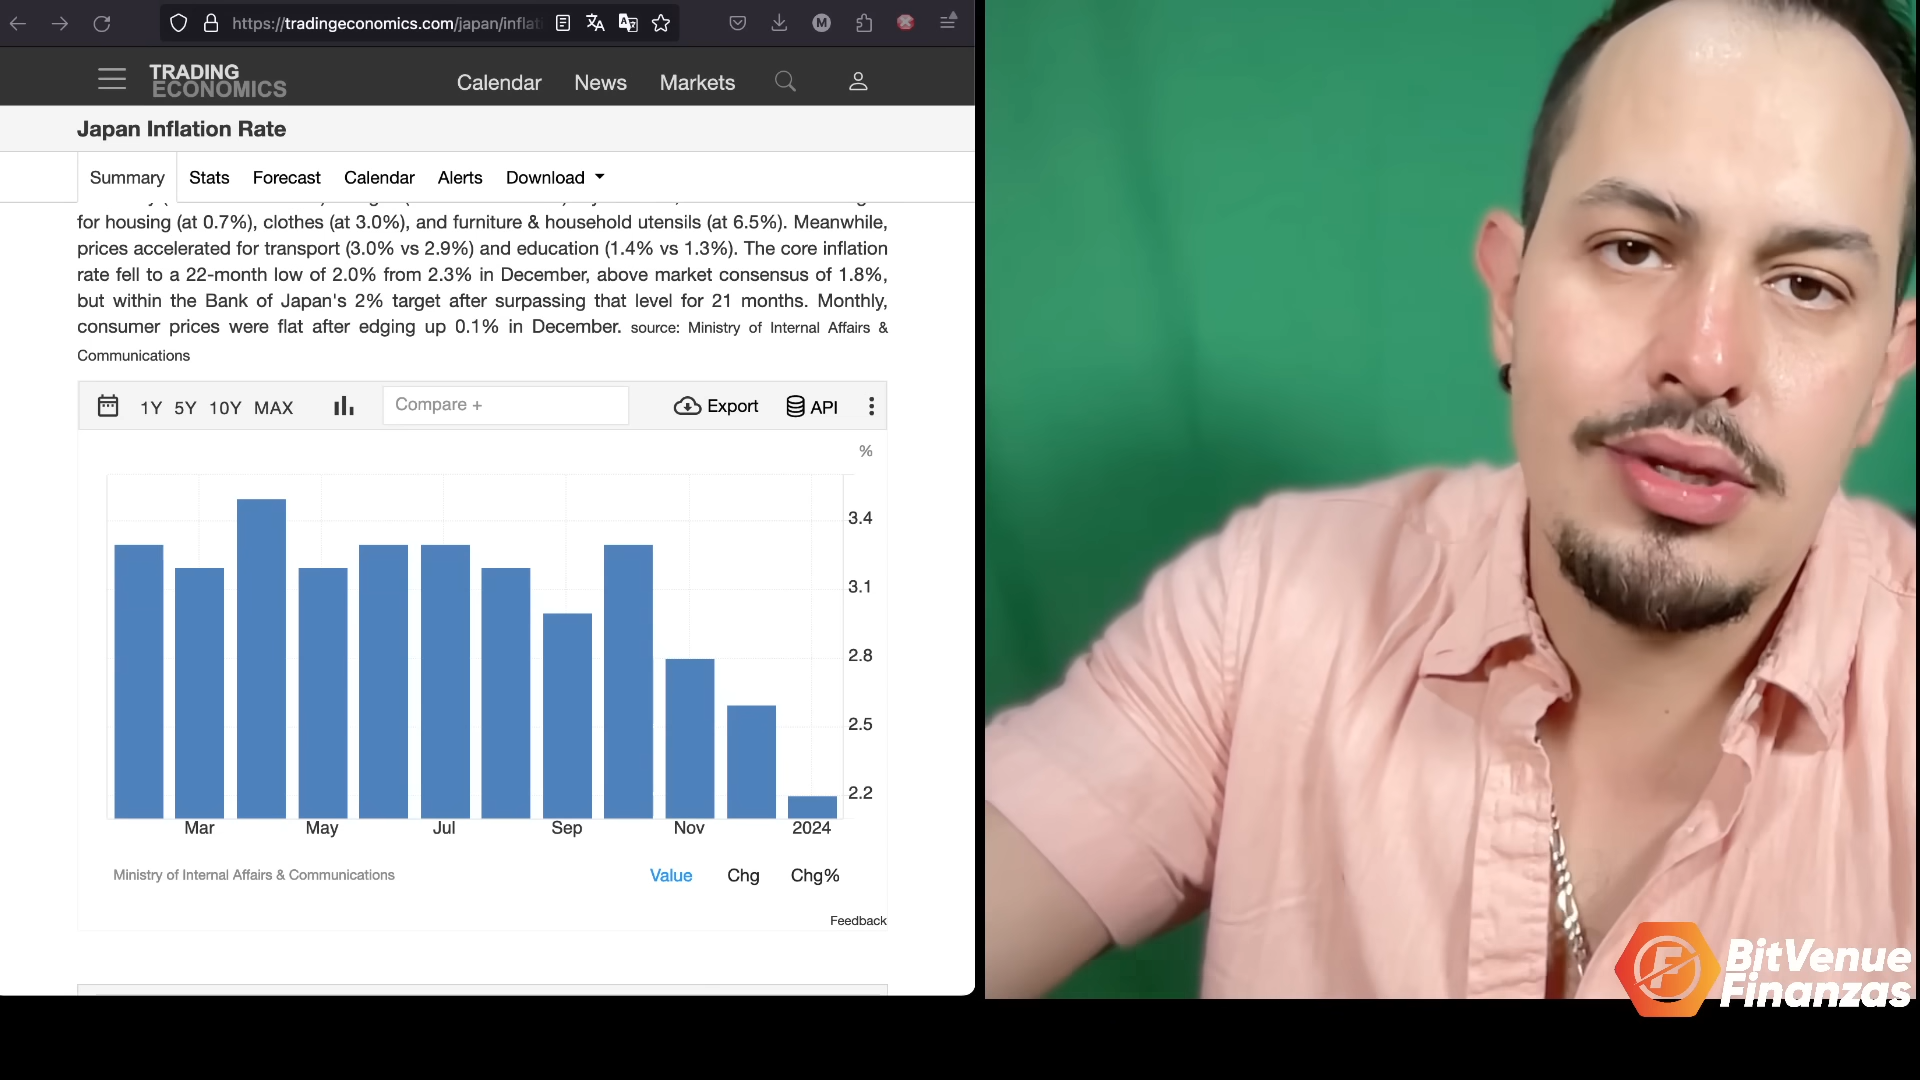 https://tradingeconomics.com/japan/inflati
TRADING
ECONOMICS
Calendar News Markets
Japan Inflation Rate
Summary Stats Forecast Calendar Alerts Download
for housing (at 0.7%), clothes (at 3.0%), and furniture & household utensils (at 6.5%). Meanwhile,
prices accelerated for transport (3.0% vs 2.9%) and education (1.4% vs 1.3%). The core inflation
rate fell to a 22-month low of 2.0% from 2.3% in December, above market consensus of 1.8%,
but within the Bank of Japan's 2% target after surpassing that level for 21 months. Monthly,
consumer prices were flat after edging up 0.1% in December. source: Ministry of Internal Affairs &
Communications
1Y 5Y 10Y MAX Compare + Export API
%
3.4
3.1
2.8
2.5
2.2
Mar May Jul Sep Nov 2024
Ministry of Internal Affairs & Communications Value Chg Chg%
Feedback
BitVenue
Finanzas